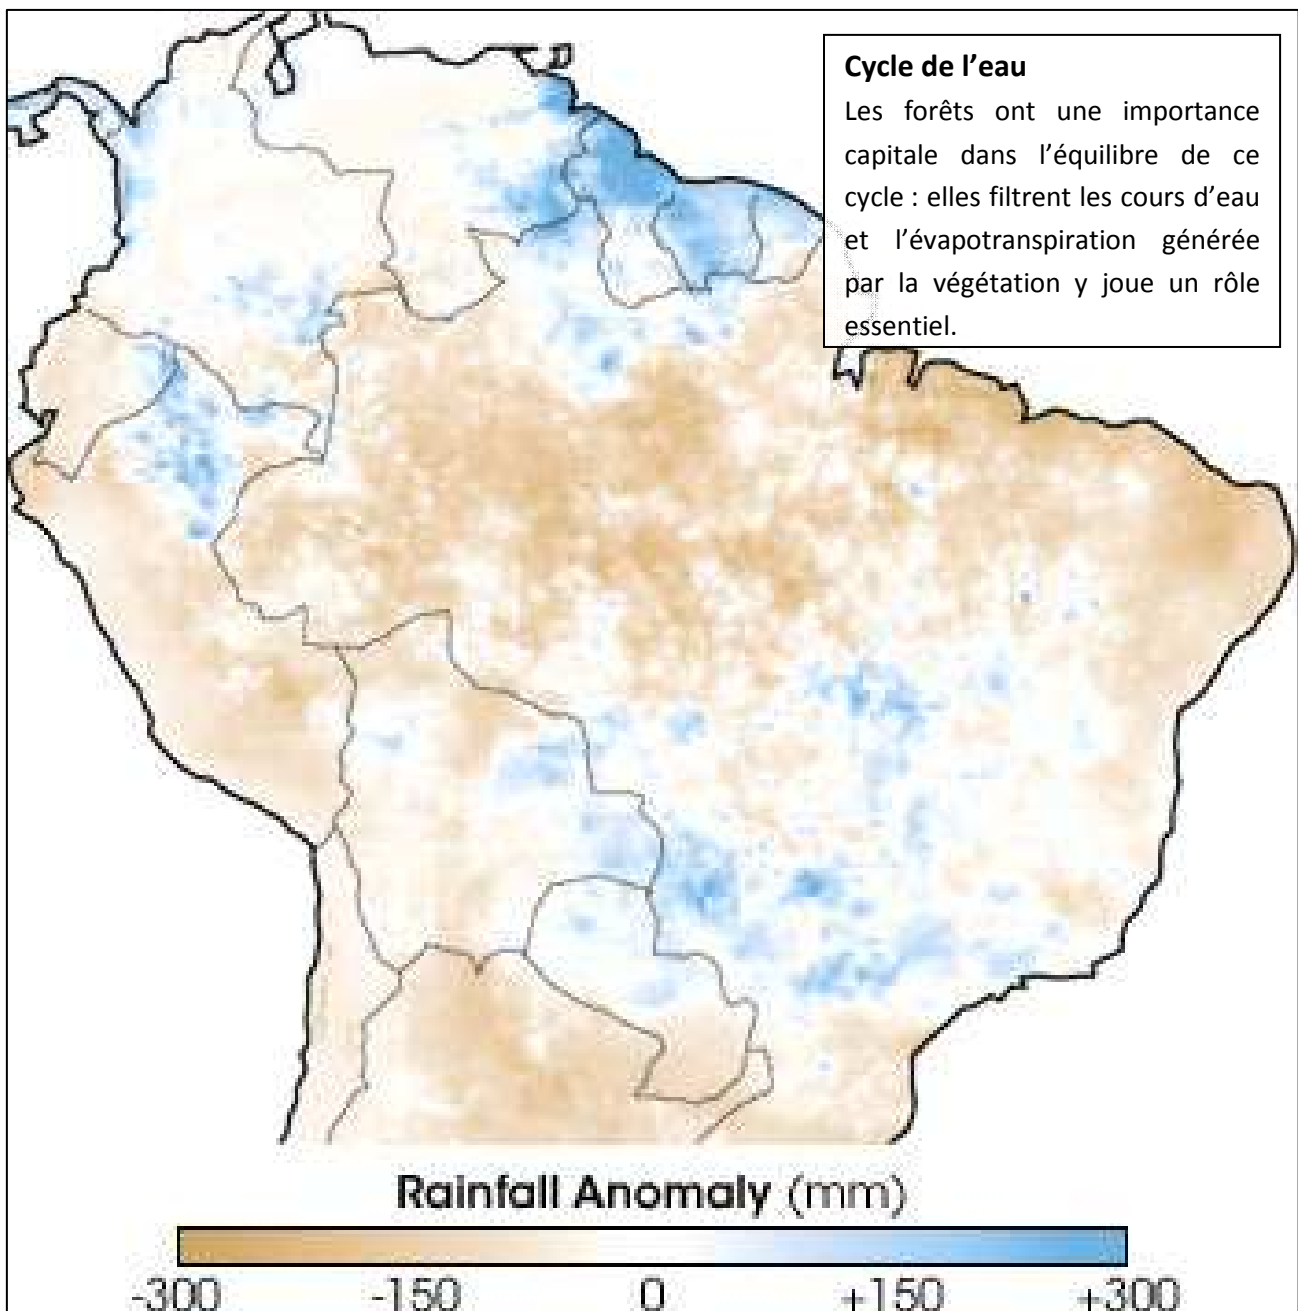 Cycle de l’eau
Les forêts ont une importance
capitale dans l’équilibre de ce
cycle : elles filtrent les cours d’eau
et l’évapotranspiration générée
par la végétation y joue un rôle
essentiel.
Rainfall Anomaly (mm)
-300 -150 0 +150 +300